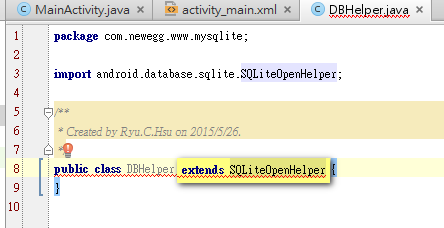 MainActivity.java
activity_main.xml
DBHelper.java
1 package com.newegg.www.mysqlite;
2
3 import android.database.sqlite.SQLiteOpenHelper;
4
5 /**
6 * Created by Ryu.C.Hsu on 2015/5/26.
7 *
8 public class DBHelper extends SQLiteOpenHelper {
9 }
10